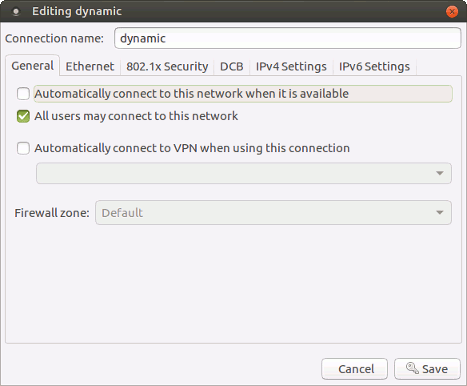 Editing dynamic
Connection name: dynamic
General Ethernet 802.1x Security DCB IPv4 Settings IPv6 Settings
Automatically connect to this network when it is available
All users may connect to this network
Automatically connect to VPN when using this connection
Firewall zone: Default
Cancel Save